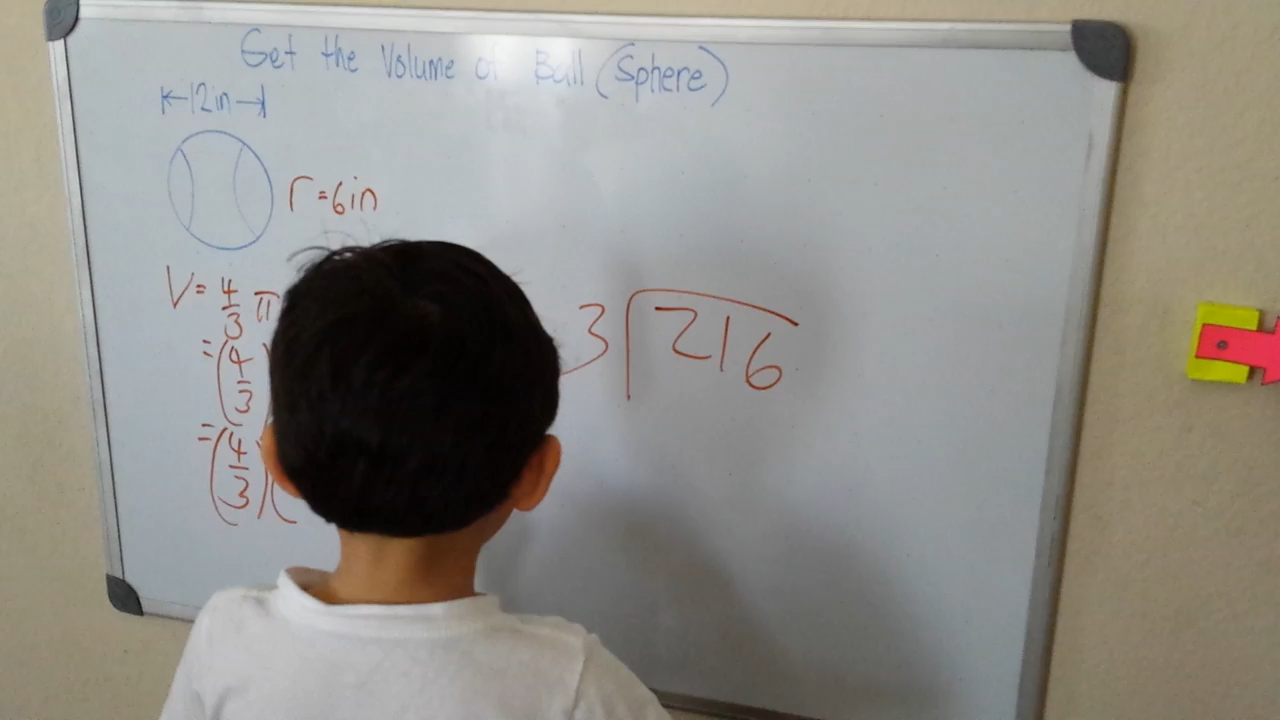 Get the Volume of Ball (Sphere)
12in
r=6in
V= 4/3 π
= (4/3)
= (4/3)(
3 216